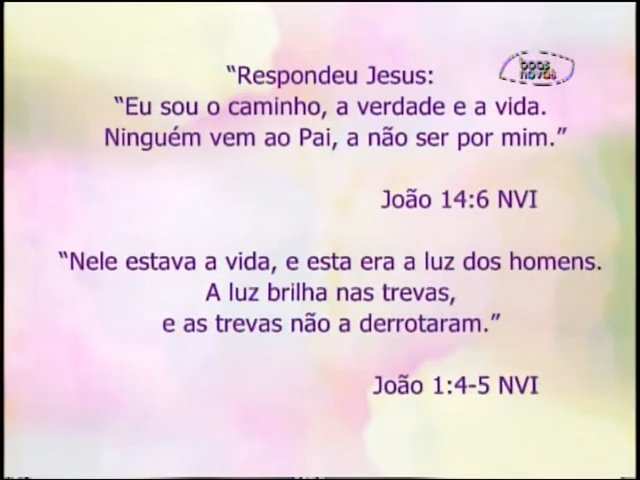 boas
novas
“Respondeu Jesus:
“Eu sou o caminho, a verdade e a vida.
Ninguém vem ao Pai, a não ser por mim.”
João 14:6 NVI
“Nele estava a vida, e esta era a luz dos homens.
A luz brilha nas trevas,
e as trevas não a derrotaram.”
João 1:4-5 NVI